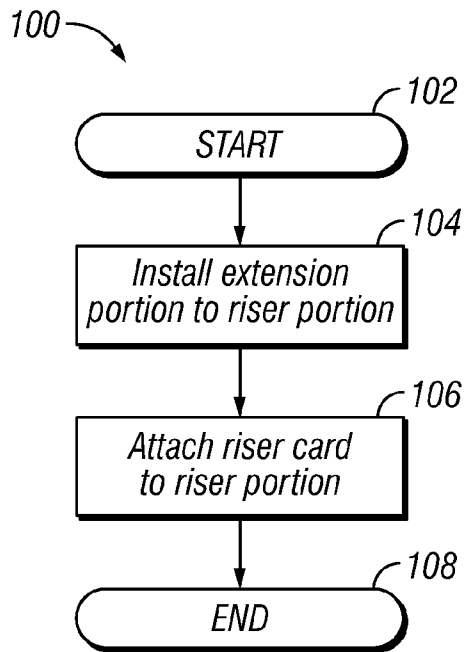 100
102
START
104
Install extension
portion to riser portion
106
Attach riser card
to riser portion
108
END